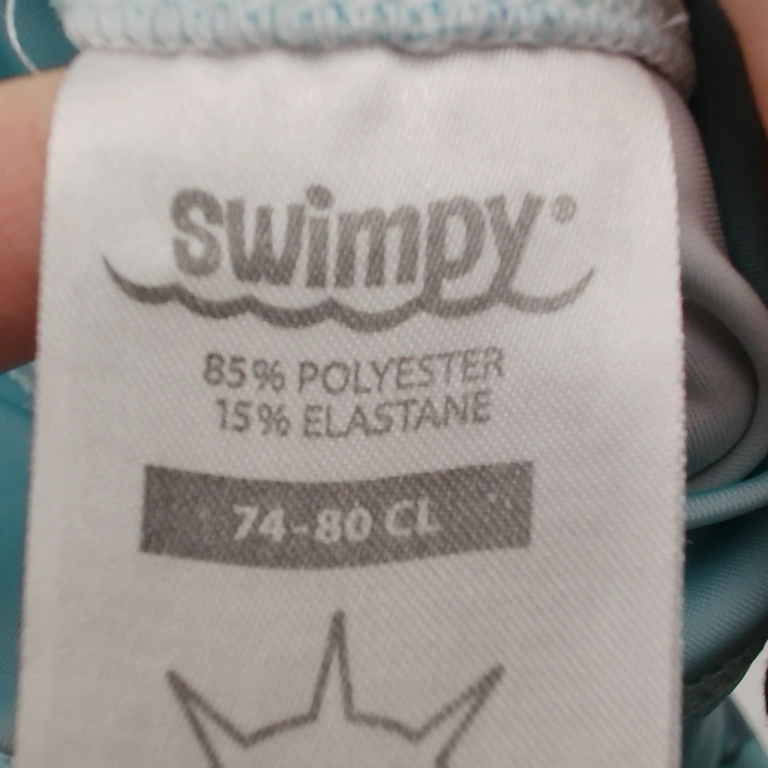 swimpy®
85% POLYESTER
15% ELASTANE
74-80 CL